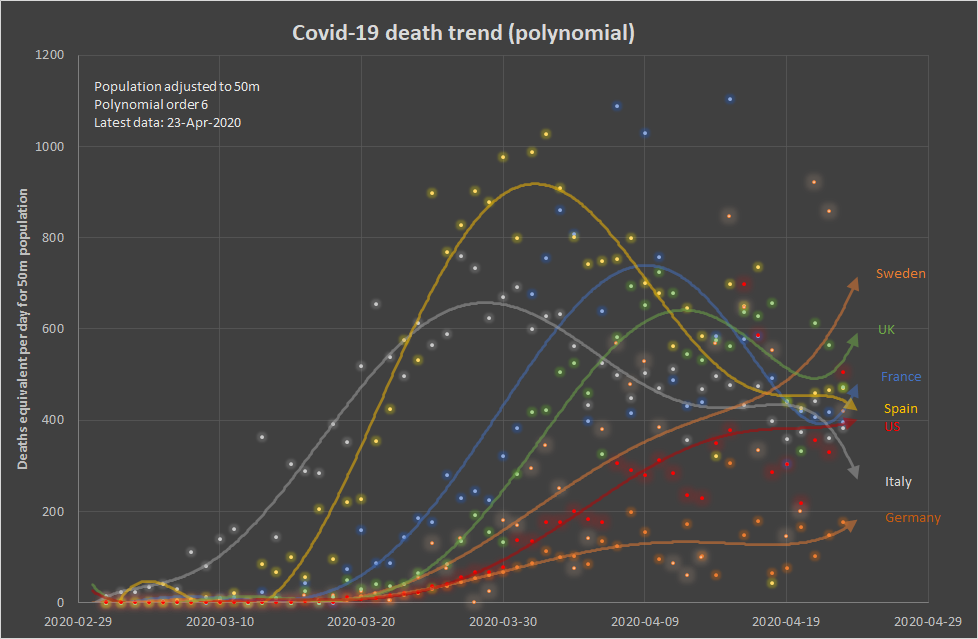 Covid-19 death trend (polynomial)
1200
Population adjusted to 50m
Polynomial order 6
Latest data: 23-Apr-2020
1000
800
600
400
200
0
Deaths equivalent per day for 50m population
Sweden
UK
France
Spain
US
Italy
Germany
2020-02-29
2020-03-10
2020-03-20
2020-03-30
2020-04-09
2020-04-19
2020-04-29